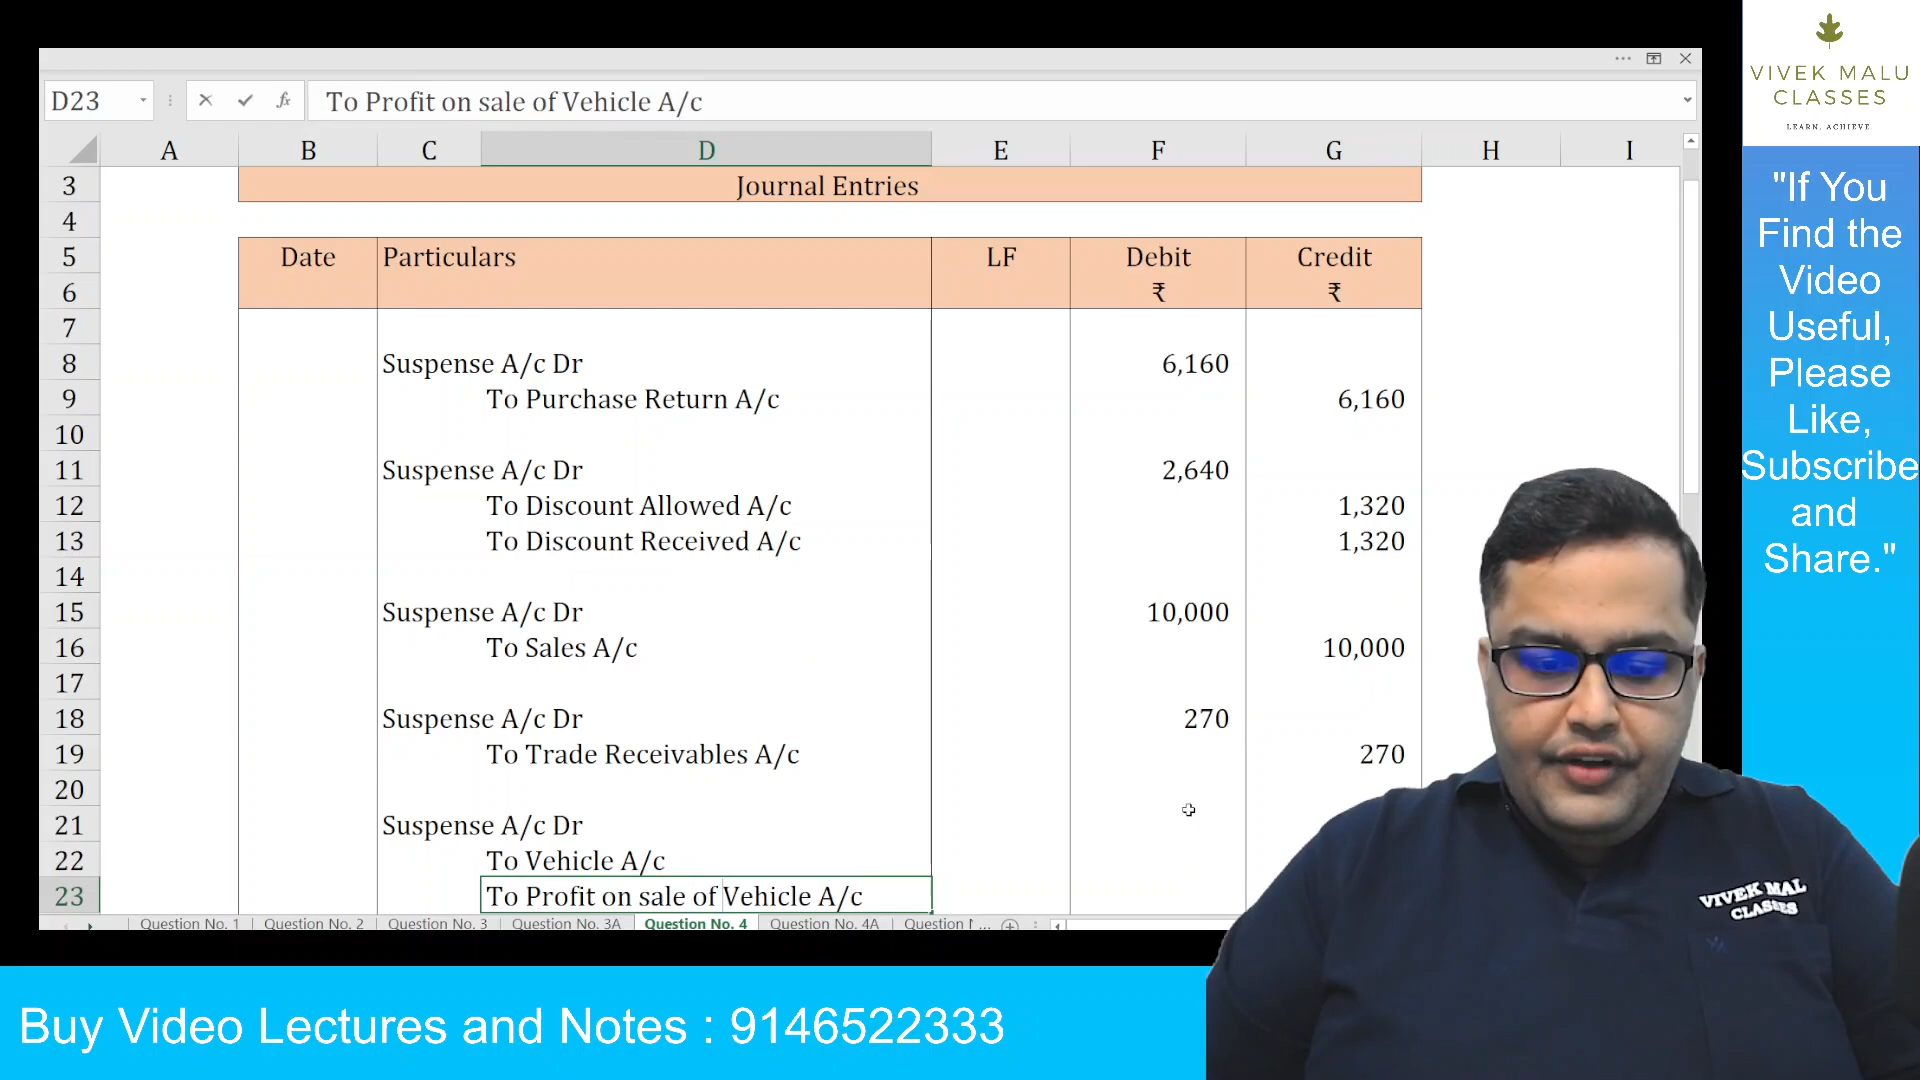 D23
fx
To Profit on sale of Vehicle A/c
A B C D E F G H I
3 Journal Entries
4
5 Date Particulars LF Debit Credit
6 ₹ ₹
7
8 Suspense A/c Dr 6,160
9 To Purchase Return A/c 6,160
10
11 Suspense A/c Dr 2,640
12 To Discount Allowed A/c 1,320
13 To Discount Received A/c 1,320
14
15 Suspense A/c Dr 10,000
16 To Sales A/c 10,000
17
18 Suspense A/c Dr 270
19 To Trade Receivables A/c 270
20
21 Suspense A/c Dr
22 To Vehicle A/c
23 To Profit on sale of Vehicle A/c
Question No. 1 Question No. 2 Question No. 3 Question No. 3A Question No. 4 Question No. 4A Question ...
VIVEK MALU
CLASSES
LEARN. ACHIEVE.
"If You
Find the
Video
Useful,
Please
Like,
Subscribe
and
Share."
VIVEK MAL
CLASSES
Buy Video Lectures and Notes : 9146522333